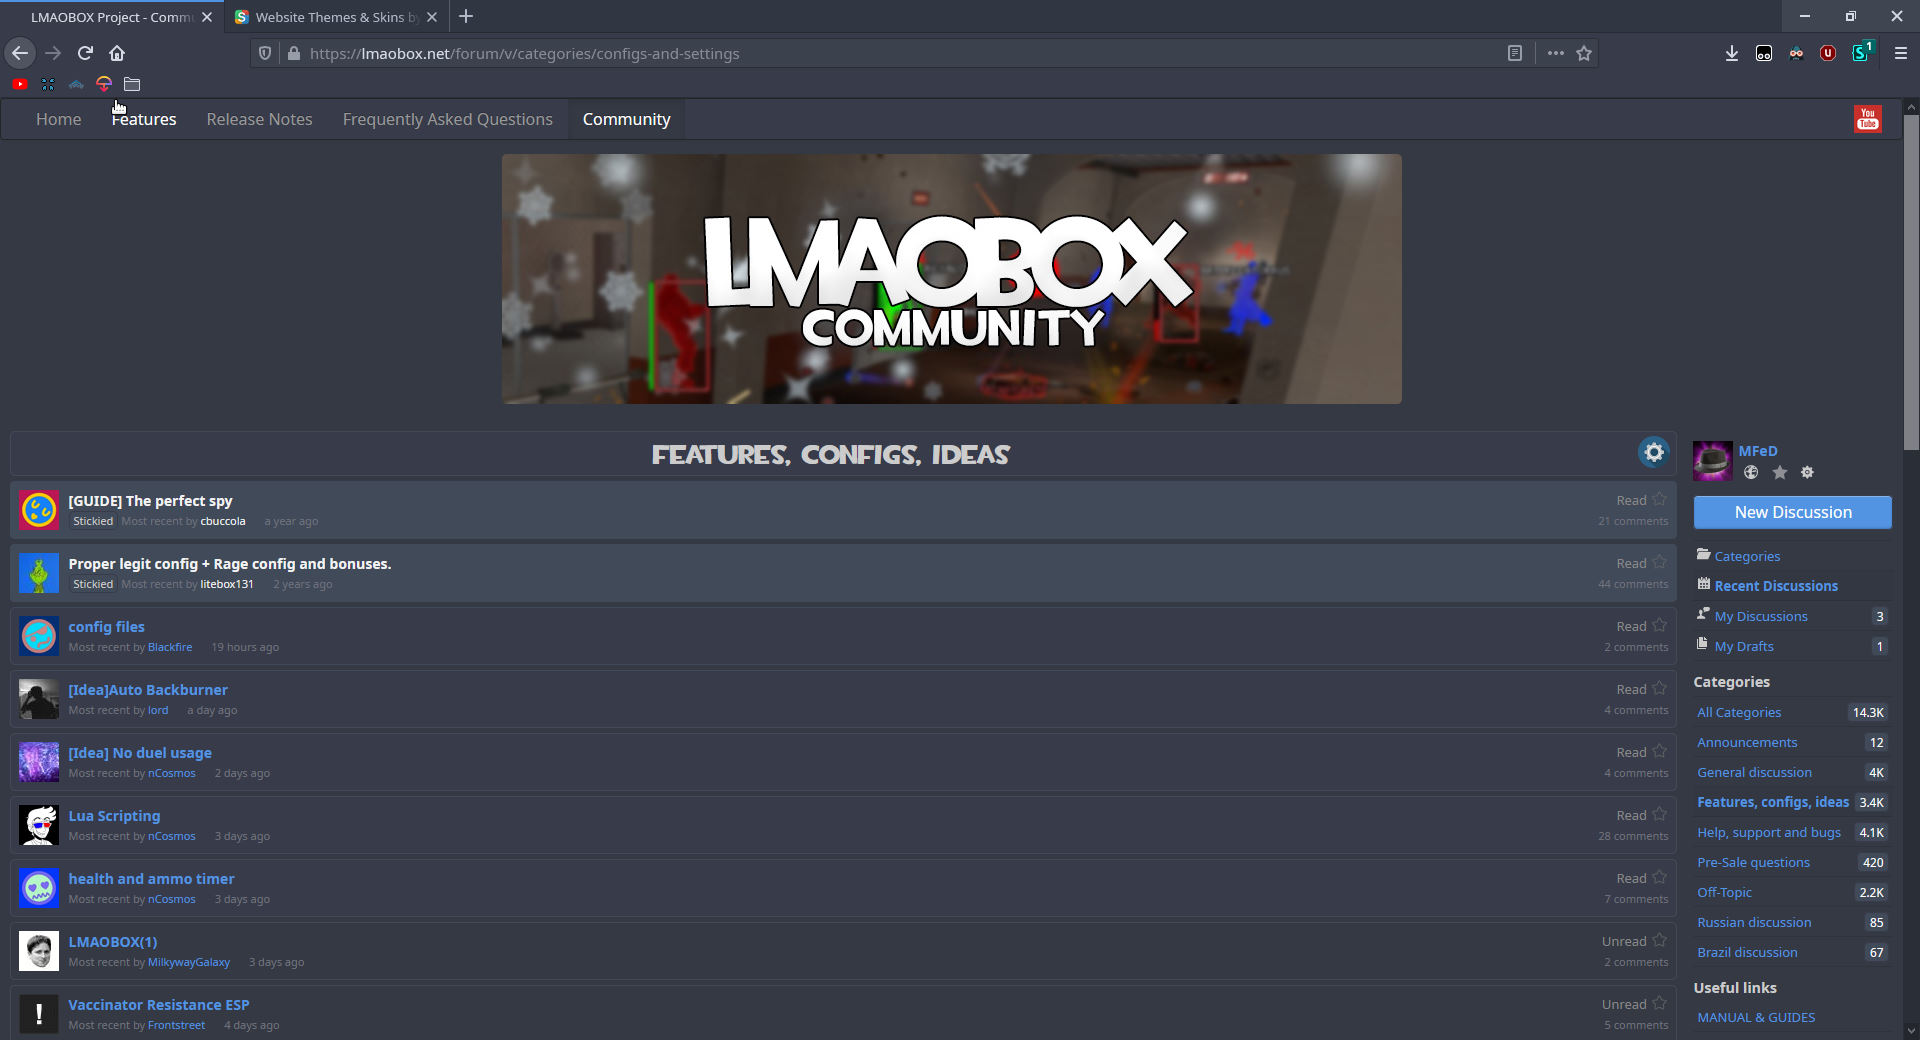 LMAOBOX Project - Commu
Website Themes & Skins by
https://lmaobox.net/forum/v/categories/configs-and-settings
1
Home
Features
Release Notes
Frequently Asked Questions
Community
You
Tube
LMAOBOX
COMMUNITY
FEATURES, CONFIGS, IDEAS
[GUIDE] The perfect spy
Read
Stickied Most recent by cbuccola a year ago
21 comments
Proper legit config + Rage config and bonuses.
Read
Stickied Most recent by litebox131 2 years ago
44 comments
config files
Read
Most recent by Blackfire 19 hours ago
2 comments
[Idea]Auto Backburner
Read
Most recent by lord a day ago
4 comments
[Idea] No duel usage
Read
Most recent by nCosmos 2 days ago
4 comments
Lua Scripting
Read
Most recent by nCosmos 3 days ago
28 comments
health and ammo timer
Read
Most recent by nCosmos 3 days ago
7 comments
LMAOBOX(1)
Unread
Most recent by MilkywayGalaxy 3 days ago
2 comments
Vaccinator Resistance ESP
Unread
Most recent by Frontstreet 4 days ago
5 comments
MFeD
New Discussion
Categories
Recent Discussions
My Discussions 3
My Drafts 1
Categories
All Categories 14.3K
Announcements 12
General discussion 4K
Features, configs, ideas 3.4K
Help, support and bugs 4.1K
Pre-Sale questions 420
Off-Topic 2.2K
Russian discussion 85
Brazil discussion 67
Useful links
MANUAL & GUIDES